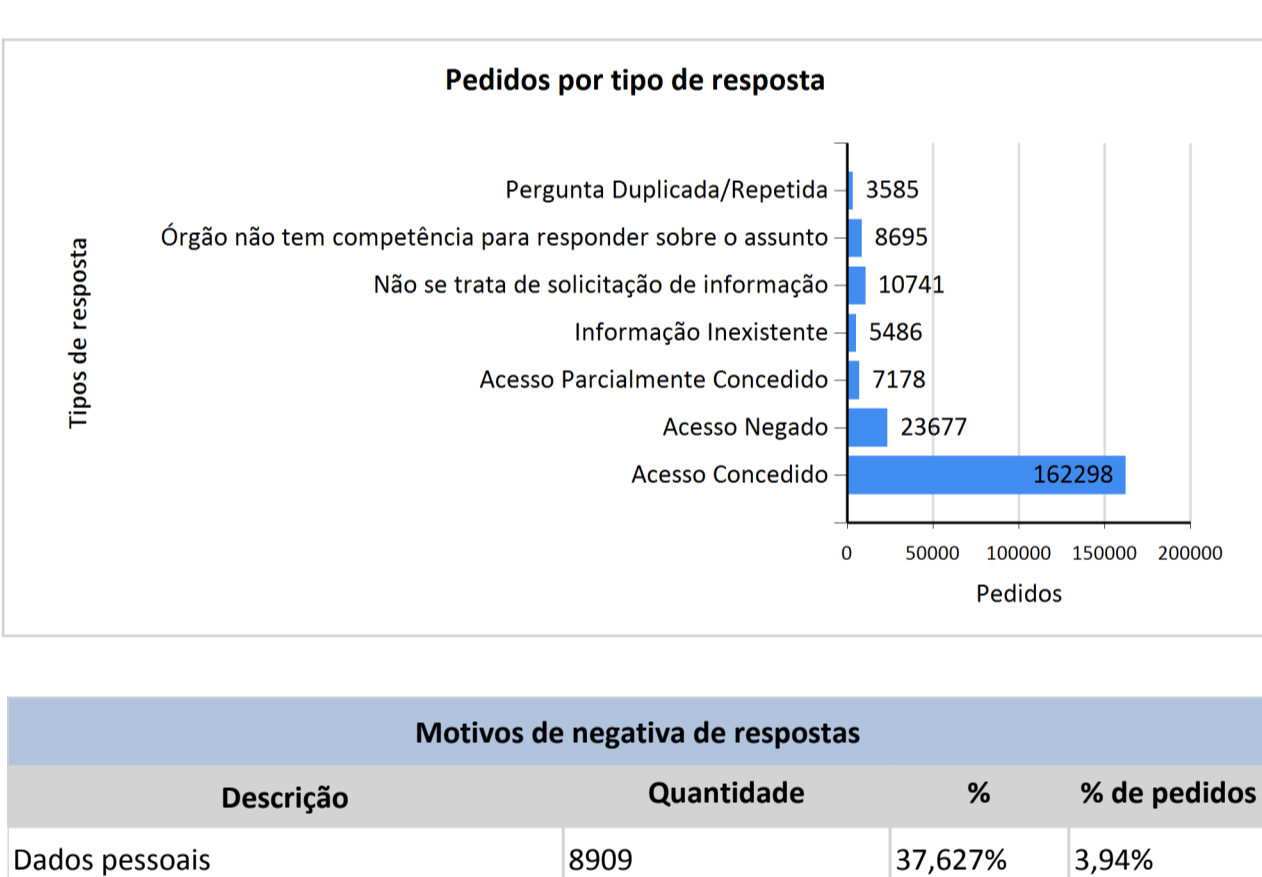 Pedidos por tipo de resposta
Tipos de resposta
Pergunta Duplicada/Repetida 3585
Órgão não tem competência para responder sobre o assunto 8695
Não se trata de solicitação de informação 10741
Informação Inexistente 5486
Acesso Parcialmente Concedido 7178
Acesso Negado 23677
Acesso Concedido 162298
0 50000 100000 150000 200000
Pedidos
Motivos de negativa de respostas
Descrição Quantidade % % de pedidos
Dados pessoais 8909 37,627% 3,94%